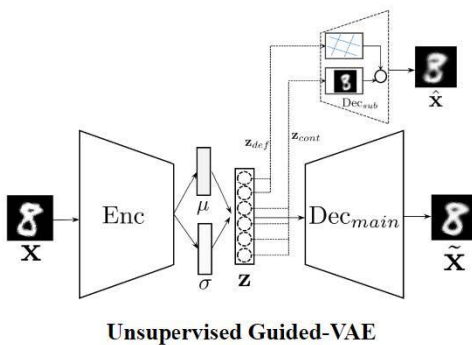 Dec_sub
x̂
z_def
z_cont
Enc
μ
Dec_main
x
σ
z
x̃
Unsupervised Guided-VAE